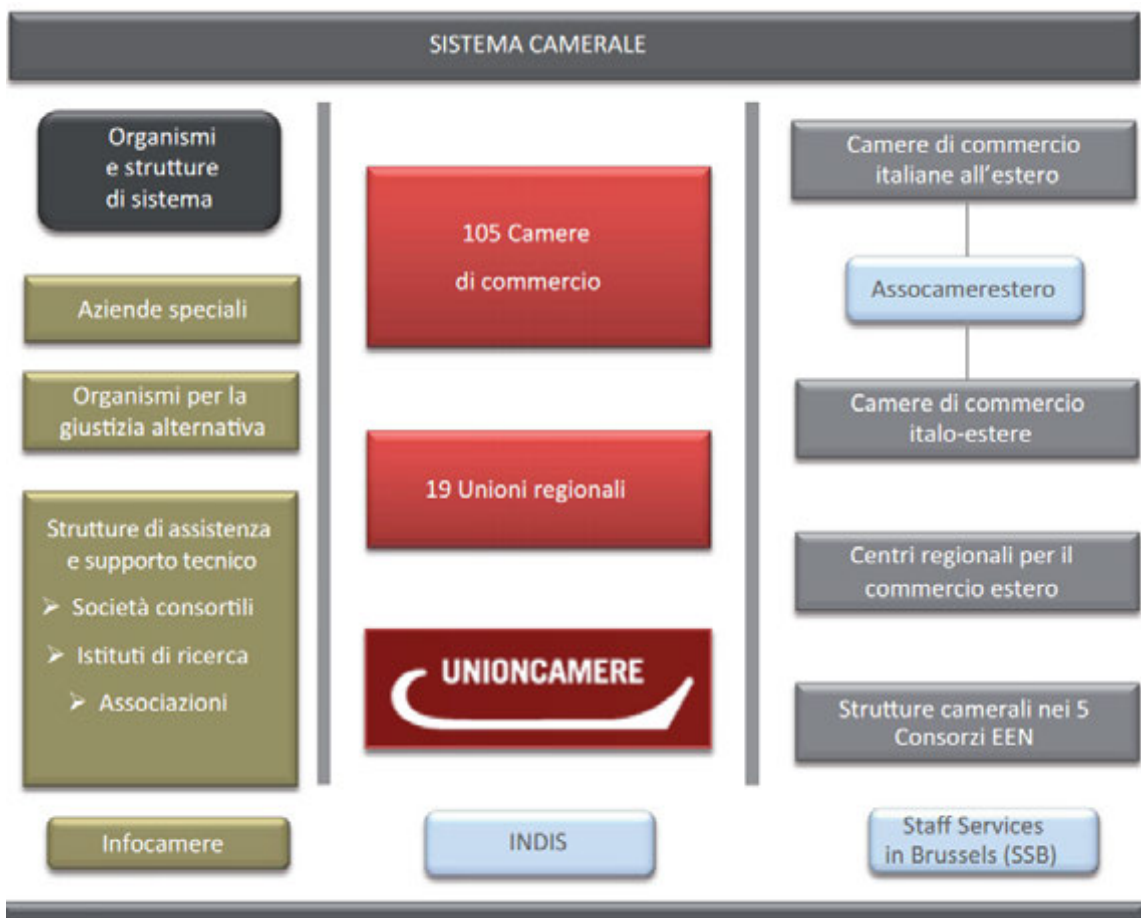 SISTEMA CAMERALE
Organismi
e strutture
di sistema
Aziende speciali
Organismi per la
giustizia alternativa
Strutture di assistenza
e supporto tecnico
➢ Società consortili
➢ Istituti di ricerca
➢ Associazioni
Infocamere
105 Camere
di commercio
19 Unioni regionali
UNIONCAMERE
INDIS
Camere di commercio
italiane all’estero
Assocamerestero
Camere di commercio
italo-estere
Centri regionali per il
commercio estero
Strutture camerali nei 5
Consorzi EEN
Staff Services
in Brussels (SSB)